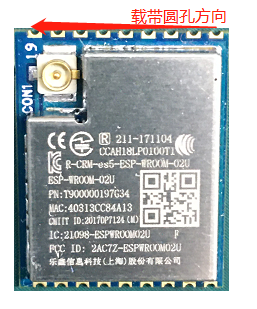 载带圆孔方向
19
CON1
R 211-171104
CCAH18LP0100T1
R-CRM-es5-ESP-WROOM-02U
ESP-WROOM-02U
PN:T900000197G34
MAC:40313CC84A13
CMIIT ID:2017DP7124 (M)
IC:21098-ESPWROOM02U F
FCC ID: 2AC7Z-ESPWROOM02U
乐鑫信息科技(上海)股份有限公司